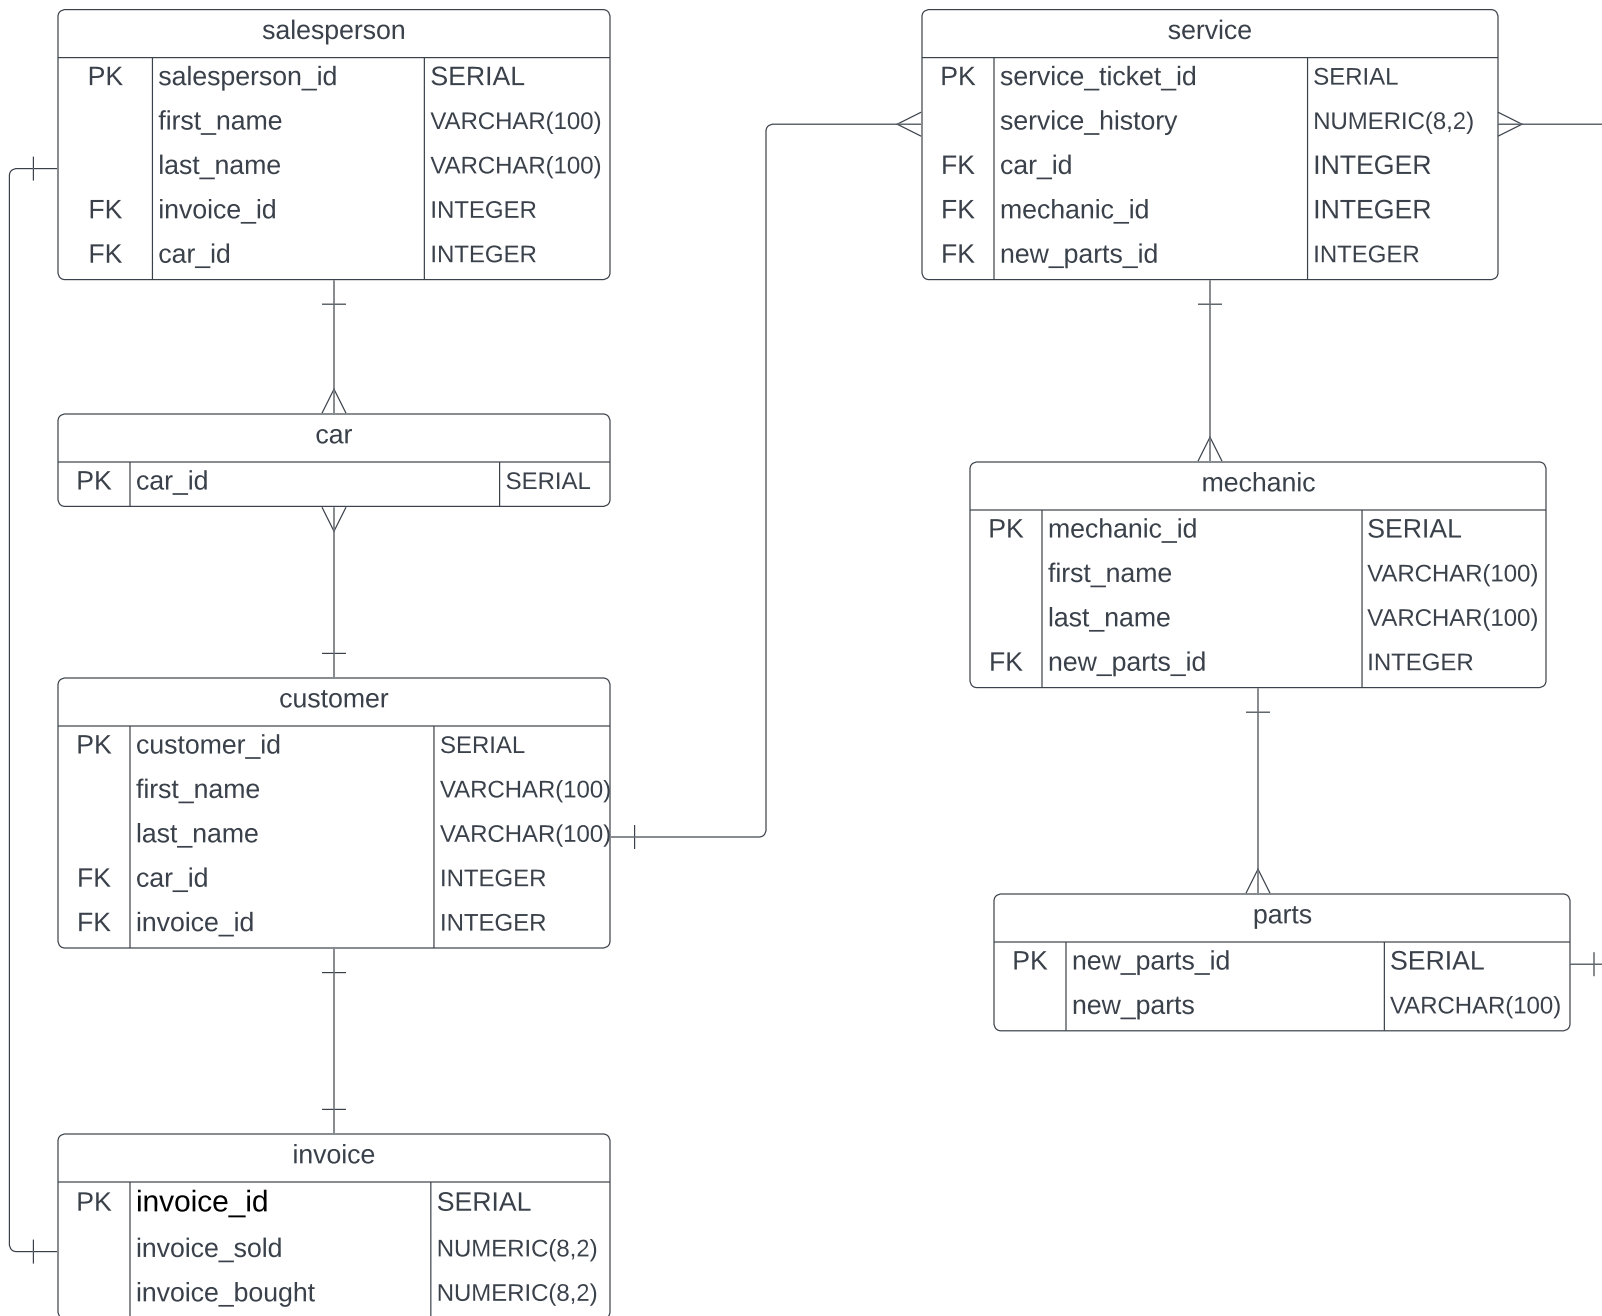 salesperson
PK salesperson_id SERIAL
first_name VARCHAR(100)
last_name VARCHAR(100)
FK invoice_id INTEGER
FK car_id INTEGER
car
PK car_id SERIAL
customer
PK customer_id SERIAL
first_name VARCHAR(100)
last_name VARCHAR(100)
FK car_id INTEGER
FK invoice_id INTEGER
invoice
PK invoice_id SERIAL
invoice_sold NUMERIC(8,2)
invoice_bought NUMERIC(8,2)
service
PK service_ticket_id SERIAL
service_history NUMERIC(8,2)
FK car_id INTEGER
FK mechanic_id INTEGER
FK new_parts_id INTEGER
mechanic
PK mechanic_id SERIAL
first_name VARCHAR(100)
last_name VARCHAR(100)
FK new_parts_id INTEGER
parts
PK new_parts_id SERIAL
new_parts VARCHAR(100)